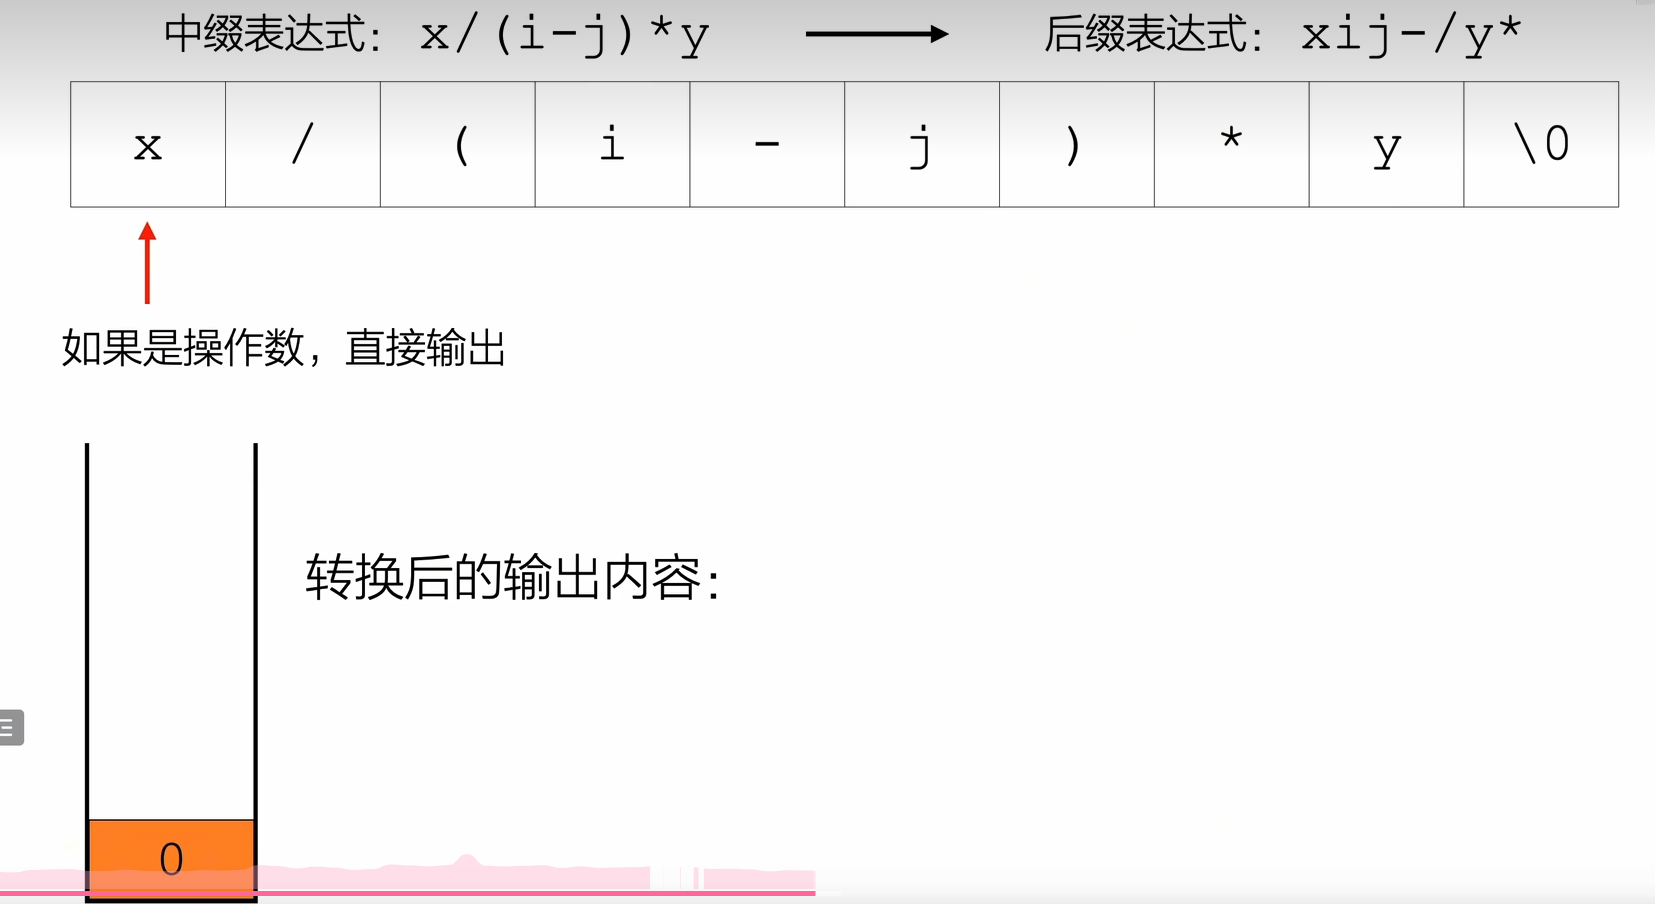 中缀表达式: x/(i-j)*y 后缀表达式: xij-/y*
x / ( i - j ) * y \0
如果是操作数，直接输出
转换后的输出内容:
0